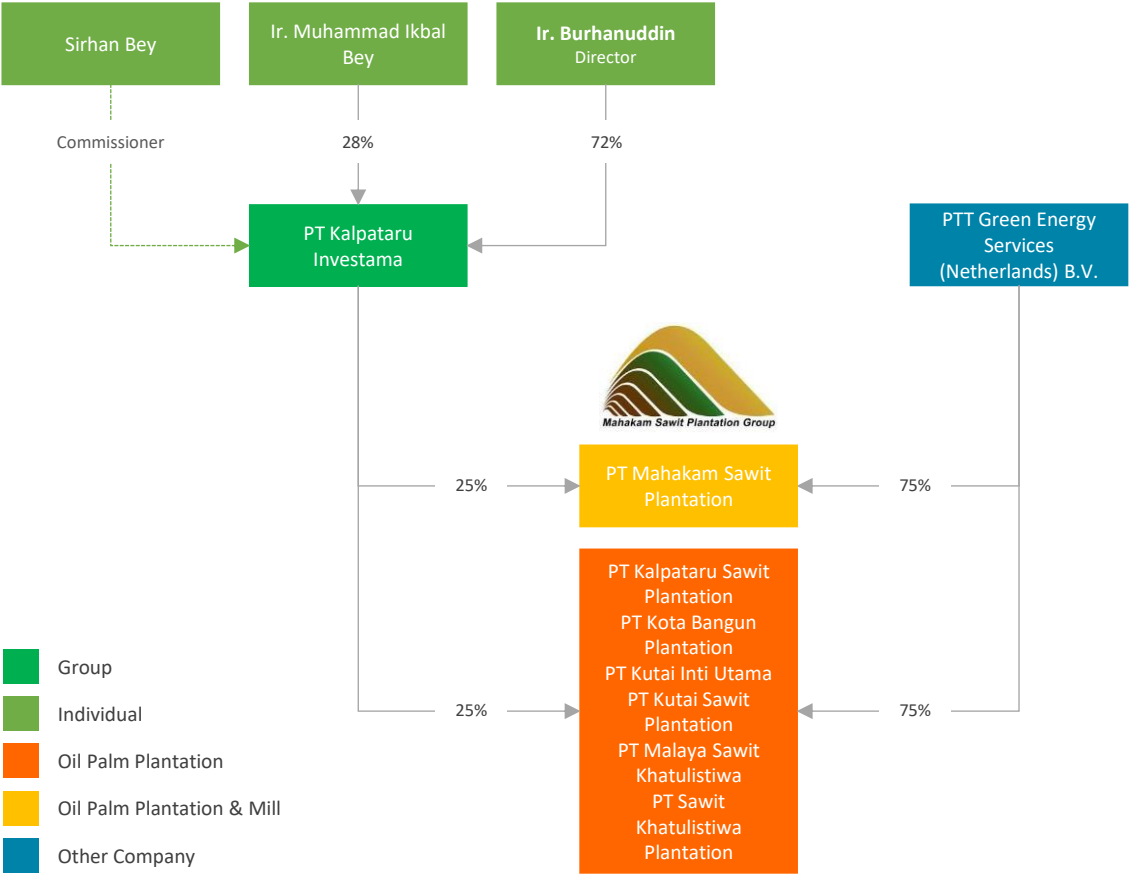 Sirhan Bey
Ir. Muhammad Ikbal
Bey
Ir. Burhanuddin
Director
Commissioner
28%
72%
PT Kalpataru
Investama
PTT Green Energy
Services
(Netherlands) B.V.
Mahakam Sawit Plantation Group
PT Mahakam Sawit
Plantation
25%
75%
PT Kalpataru Sawit
Plantation
PT Kota Bangun
Plantation
PT Kutai Inti Utama
PT Kutai Sawit
Plantation
PT Malaya Sawit
Khatulistiwa
PT Sawit
Khatulistiwa
Plantation
25%
75%
Group
Individual
Oil Palm Plantation
Oil Palm Plantation & Mill
Other Company